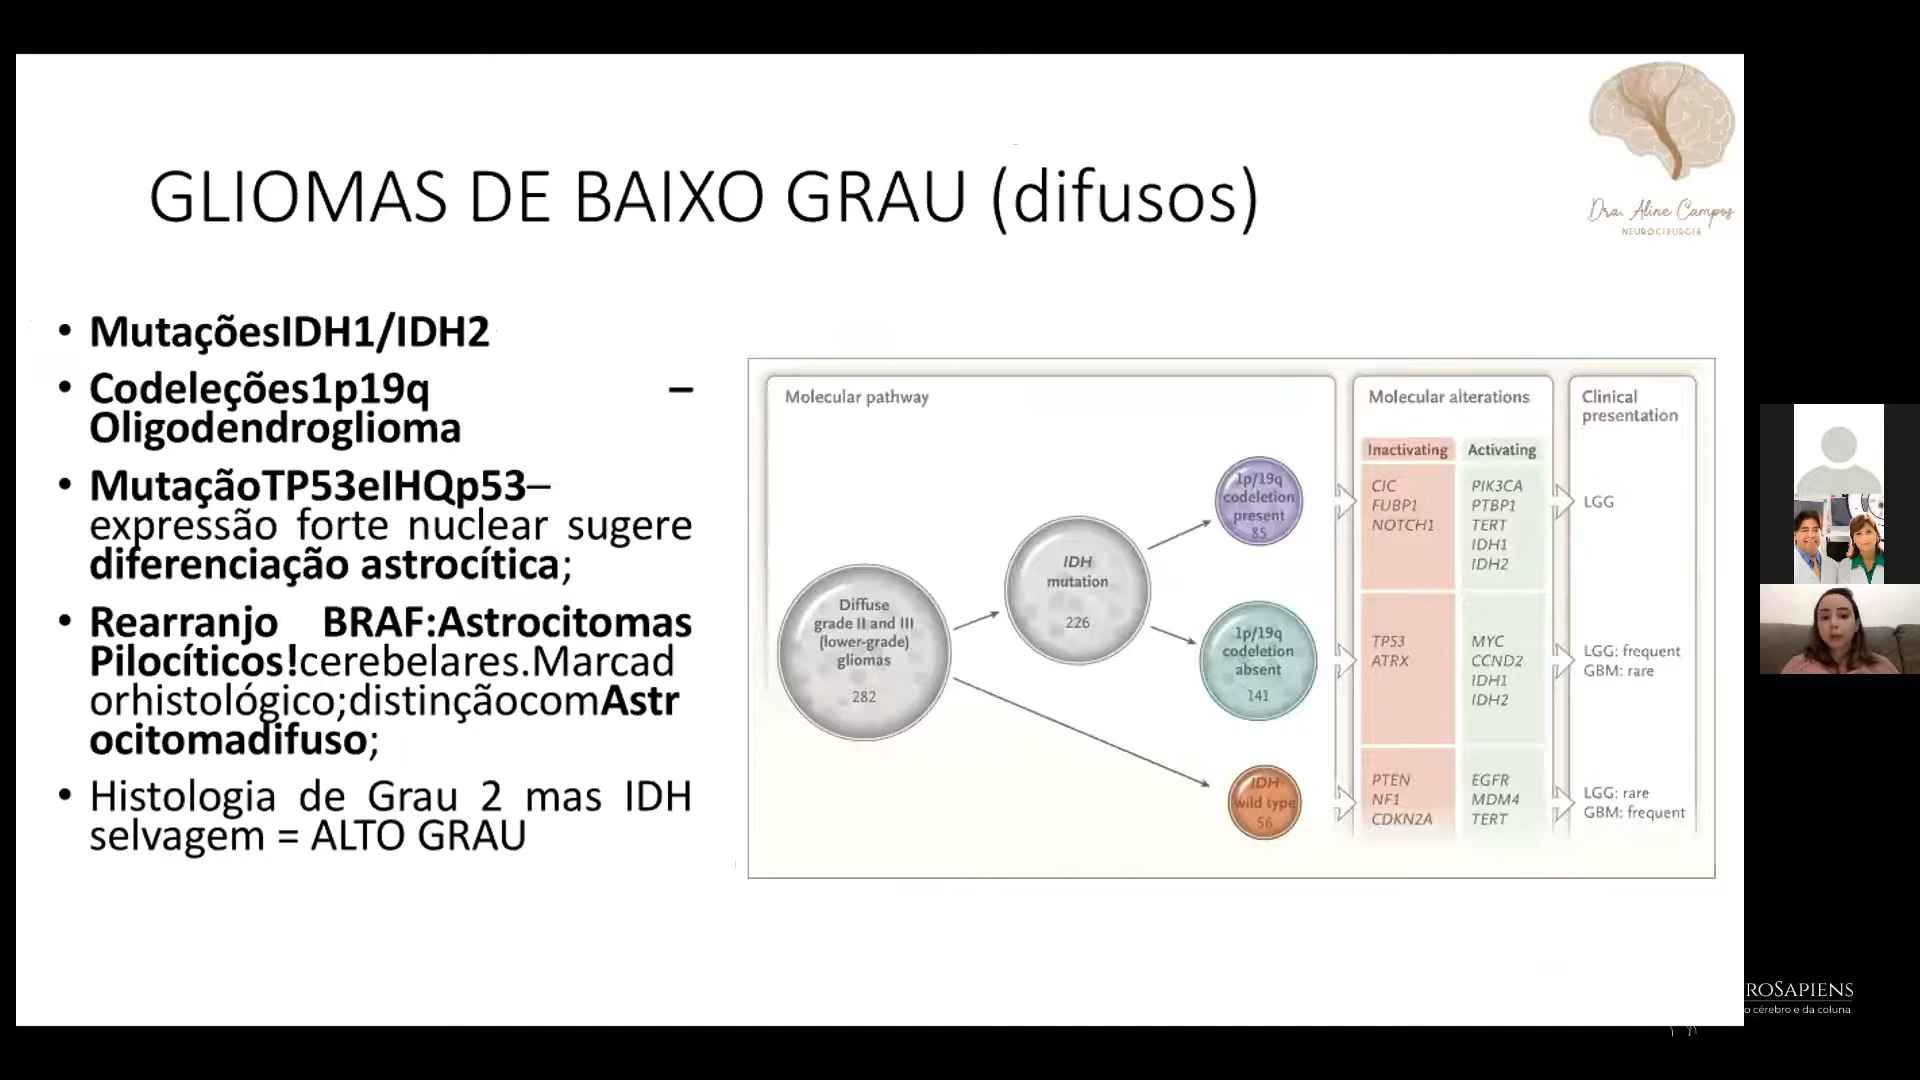 GLIOMAS DE BAIXO GRAU (difusos)
Dra. Aline Campos
NEUROCIRURGIA
• MutaçõesIDH1/IDH2
• Codeleções1p19q –
Oligodendroglioma
• MutaçãoTP53eIHQp53–
expressão forte nuclear sugere
diferenciação astrocítica;
• Rearranjo BRAF:Astrocitomas
Pilocíticos!cerebelares.Marcad
orhistológico;distinçãocomAstr
ocitomadifuso;
• Histologia de Grau 2 mas IDH
selvagem = ALTO GRAU
Molecular pathway
Diffuse
grade II and III
(lower-grade)
gliomas
282
IDH
mutation
226
1p/19q
codeletion
present
85
1p/19q
codeletion
absent
141
IDH
wild type
56
Molecular alterations
Inactivating
Activating
CIC
FUBP1
NOTCH1
PIK3CA
PTBP1
TERT
IDH1
IDH2
TP53
ATRX
MYC
CCND2
IDH1
IDH2
PTEN
NF1
CDKN2A
EGFR
MDM4
TERT
Clinical
presentation
LGG
LGG: frequent
GBM: rare
LGG: rare
GBM: frequent
ROSAPIENS
o cérebro e da coluna